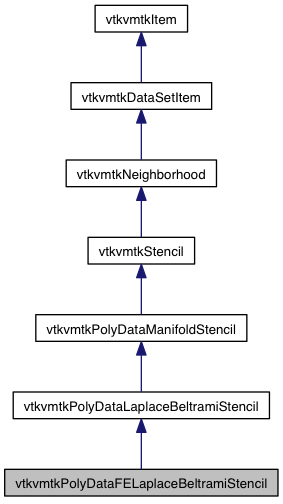 vtkvmtkItem
vtkvmtkDataSetItem
vtkvmtkNeighborhood
vtkvmtkStencil
vtkvmtkPolyDataManifoldStencil
vtkvmtkPolyDataLaplaceBeltramiStencil
vtkvmtkPolyDataFELaplaceBeltramiStencil